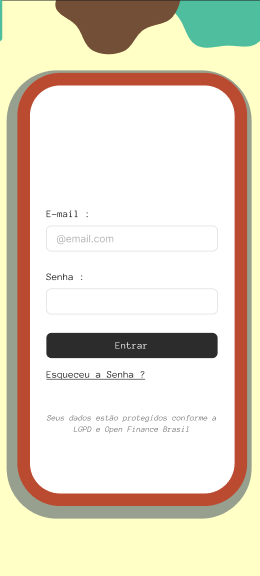 E-mail :
@email.com
Senha :
Entrar
Esqueceu a Senha ?
Seus dados estão protegidos conforme a
LGPD e Open Finance Brasil